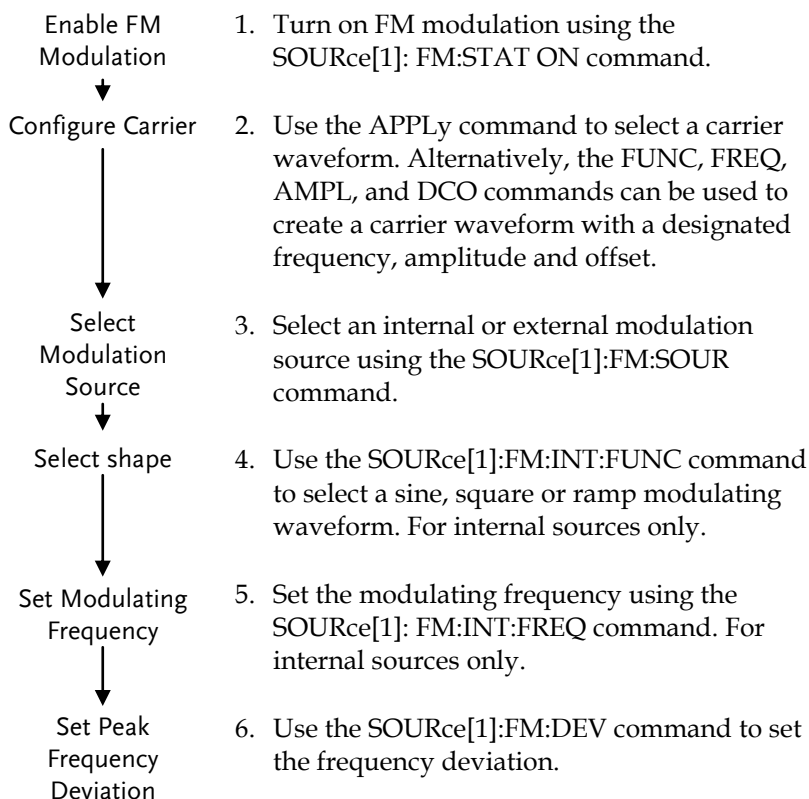 Enable FM
Modulation
1. Turn on FM modulation using the
SOURce[1]: FM:STAT ON command.
Configure Carrier
2. Use the APPLy command to select a carrier
waveform. Alternatively, the FUNC, FREQ,
AMPL, and DCO commands can be used to
create a carrier waveform with a designated
frequency, amplitude and offset.
Select
Modulation
Source
3. Select an internal or external modulation
source using the SOURce[1]:FM:SOUR
command.
Select shape
4. Use the SOURce[1]:FM:INT:FUNC command
to select a sine, square or ramp modulating
waveform. For internal sources only.
Set Modulating
Frequency
5. Set the modulating frequency using the
SOURce[1]: FM:INT:FREQ command. For
internal sources only.
Set Peak
Frequency
Deviation
6. Use the SOURce[1]:FM:DEV command to set
the frequency deviation.